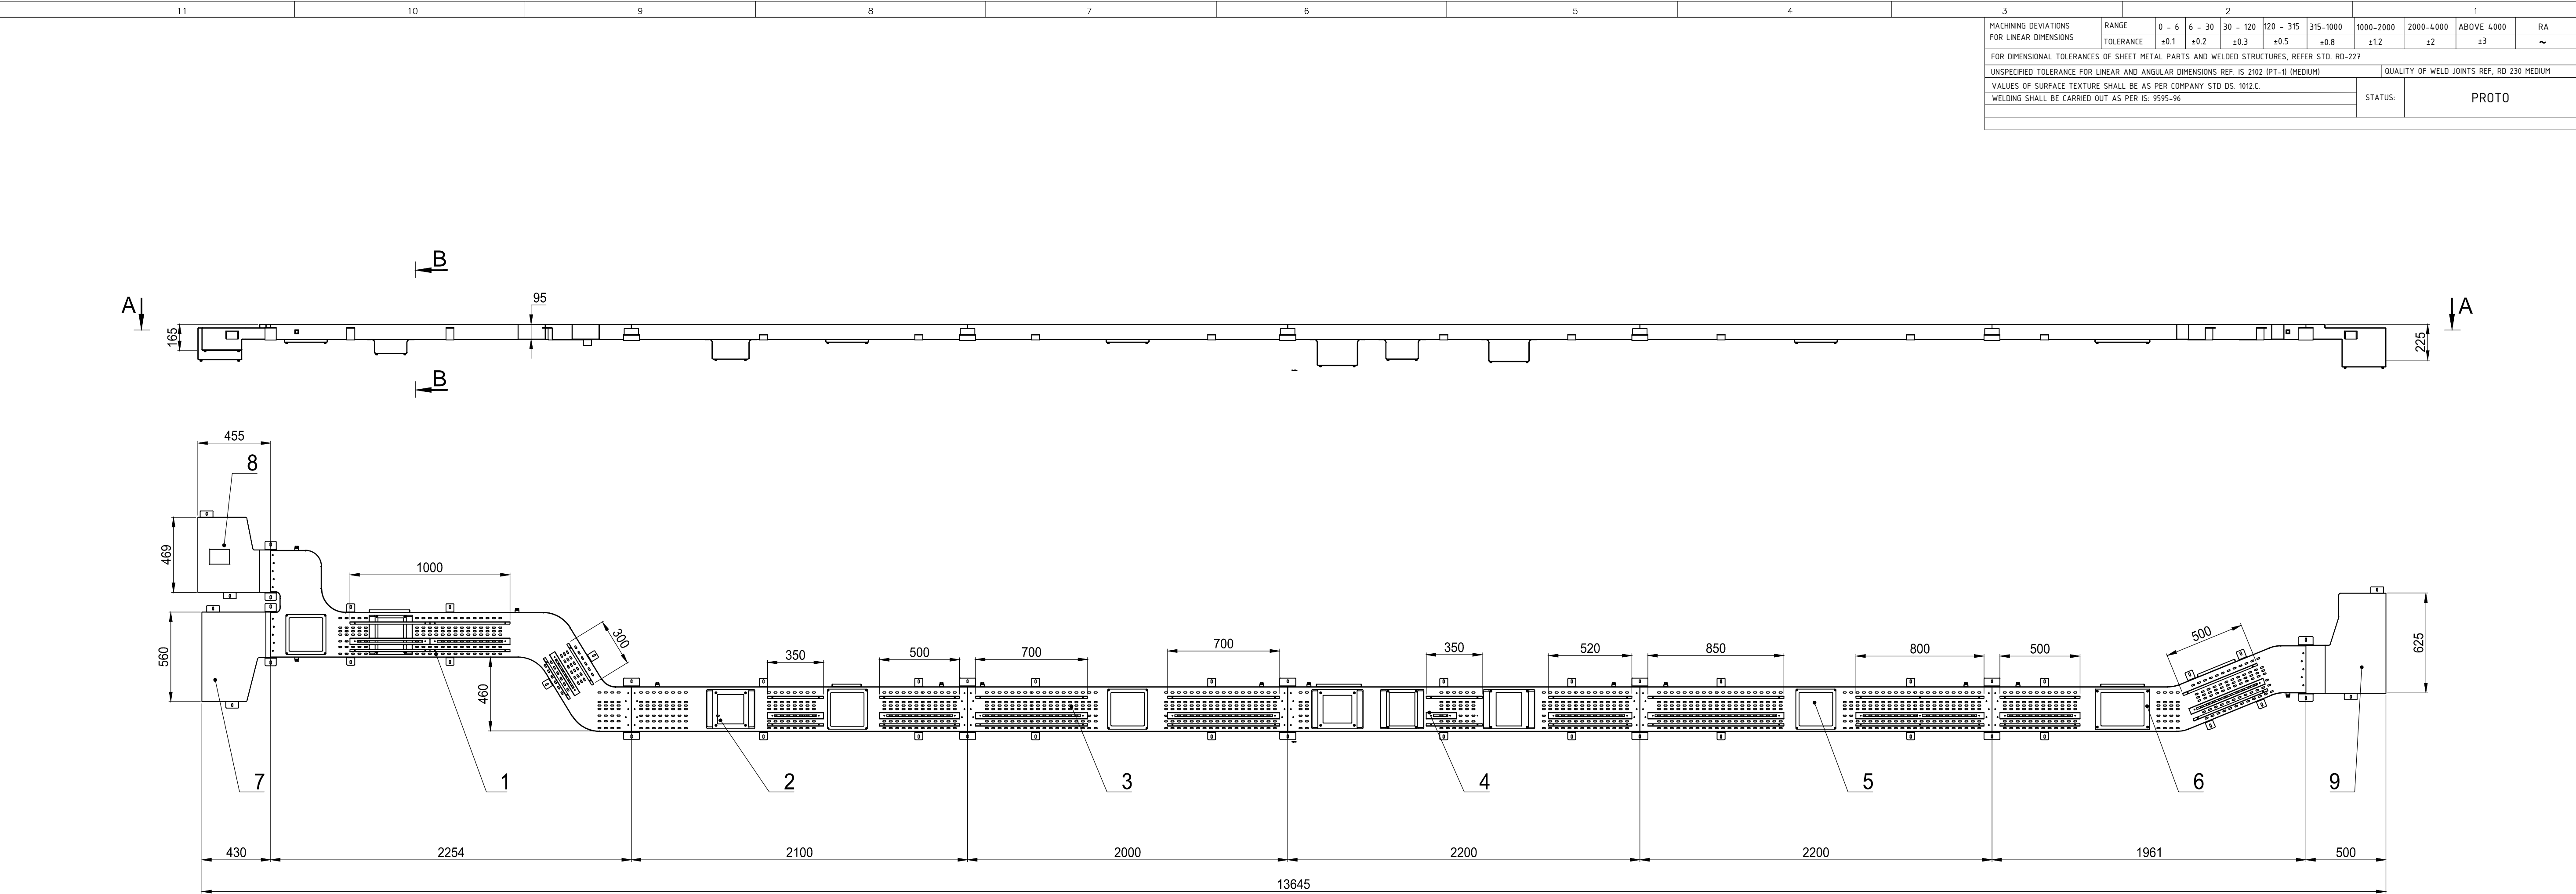 11 10 9 8 7 6 5 4 3 2 1
MACHINING DEVIATIONS
FOR LINEAR DIMENSIONS
RANGE 0 - 6 6 - 30 30 - 120 120 - 315 315-1000 1000-2000 2000-4000 ABOVE 4000 RA
TOLERANCE ±0.1 ±0.2 ±0.3 ±0.5 ±0.8 ±1.2 ±2 ±3 ~
FOR DIMENSIONAL TOLERANCES OF SHEET METAL PARTS AND WELDED STRUCTURES, REFER STD. RD-227
UNSPECIFIED TOLERANCE FOR LINEAR AND ANGULAR DIMENSIONS REF. IS 2102 (PT-1) (MEDIUM) QUALITY OF WELD JOINTS REF, RD 230 MEDIUM
VALUES OF SURFACE TEXTURE SHALL BE AS PER COMPANY STD DS. 1012.C.
WELDING SHALL BE CARRIED OUT AS PER IS: 9595-96
STATUS: PROTO
B
A 95 A
165 225
B
455
8
469
1000
560
300
460
350 500 700 700 350 520 850 800 500 500
625
7 1 2 3 4 5 6 9
430 2254 2100 2000 2200 2200 1961 500
13645